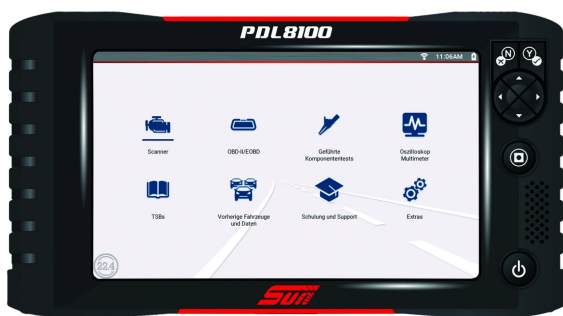 PDL8100
11:06AM
N
Y
Scanner
OBD-II/EOBD
Geführte
Komponententests
Oszilloskop
Multimeter
TSBs
Vorherige Fahrzeuge
und Daten
Schulung und Support
Extras
22.4
Sun